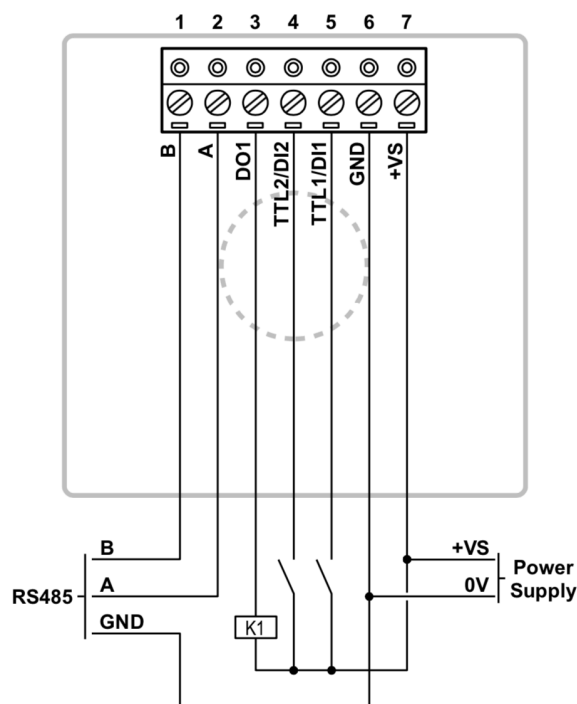 1 2 3 4 5 6 7
B A DO1 TTL2/DI2 TTL1/DI1 GND +VS
B
A
GND
RS485
K1
+VS
0V
Power
Supply